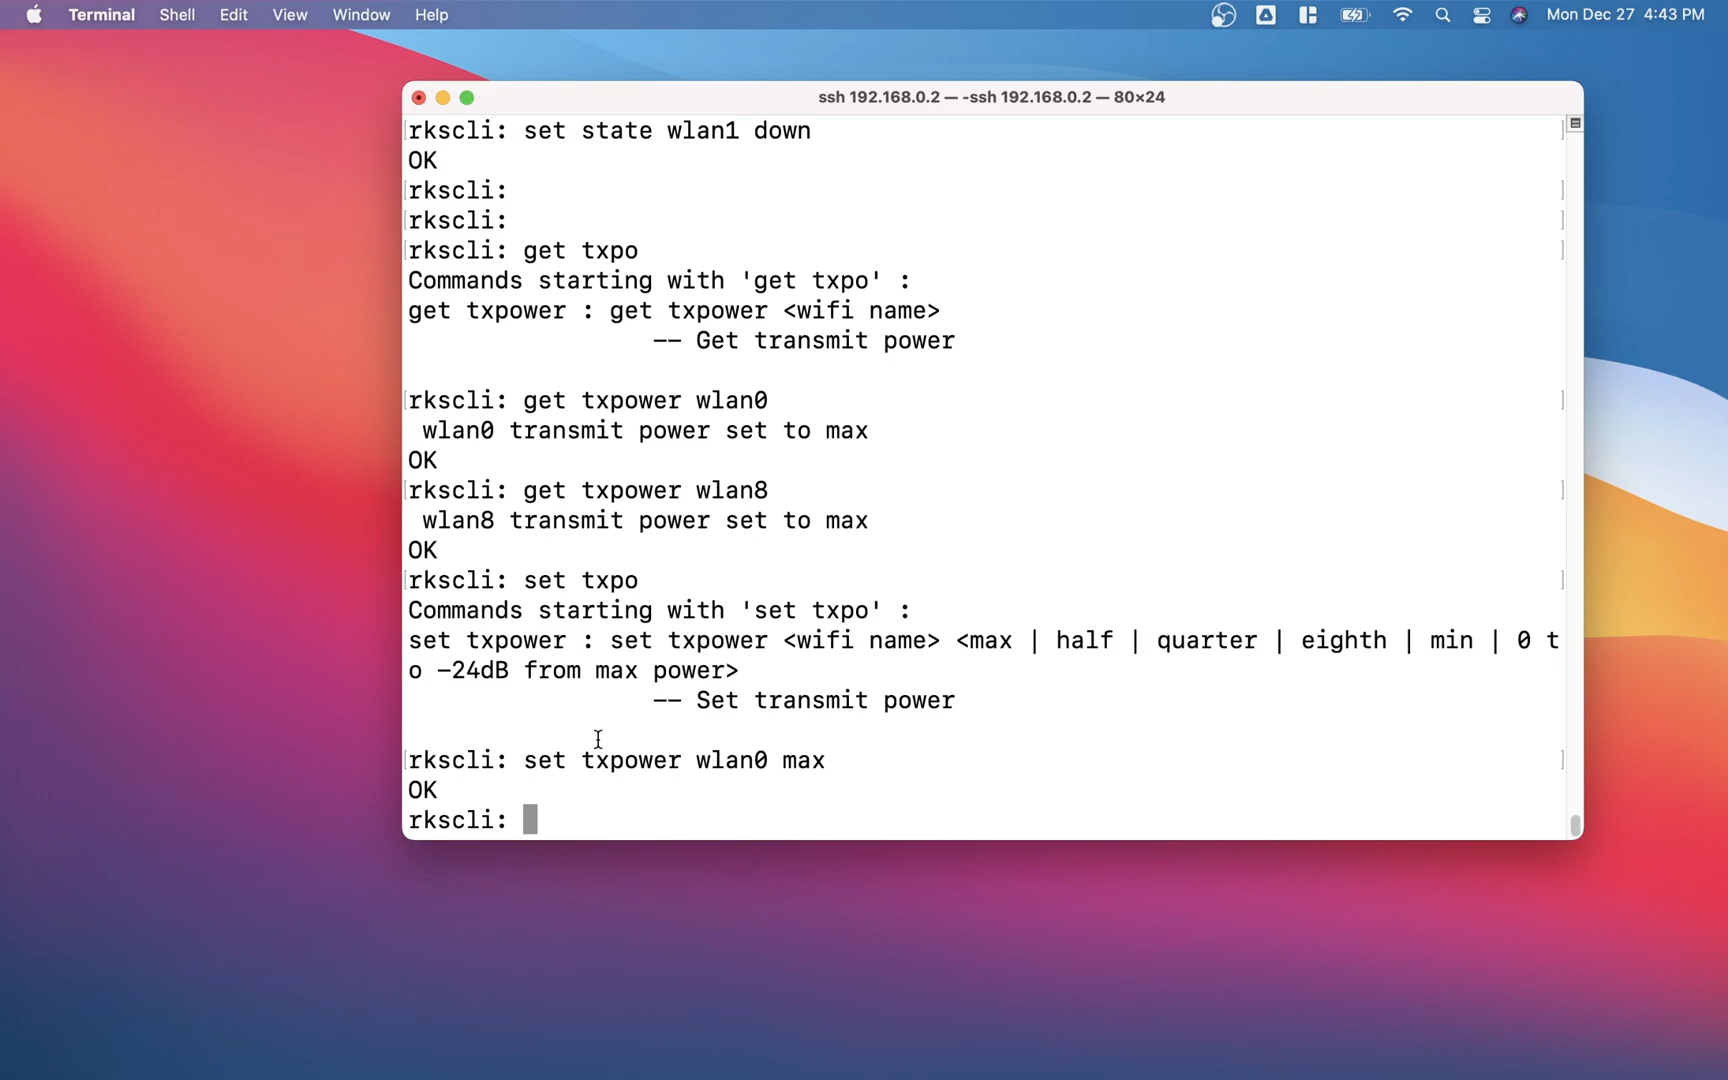 Terminal Shell Edit View Window Help Mon Dec 27 4:43 PM
ssh 192.168.0.2 — -ssh 192.168.0.2 — 80×24
[rkscli: set state wlan1 down ]
OK
[rkscli: ]
[rkscli: ]
[rkscli: get txpo ]
Commands starting with 'get txpo' :
get txpower : get txpower <wifi name>
-- Get transmit power
[rkscli: get txpower wlan0 ]
wlan0 transmit power set to max
OK
[rkscli: get txpower wlan8 ]
wlan8 transmit power set to max
OK
[rkscli: set txpo ]
Commands starting with 'set txpo' :
set txpower : set txpower <wifi name> <max | half | quarter | eighth | min | 0 t
o -24dB from max power>
-- Set transmit power
[rkscli: set txpower wlan0 max ]
OK
rkscli: